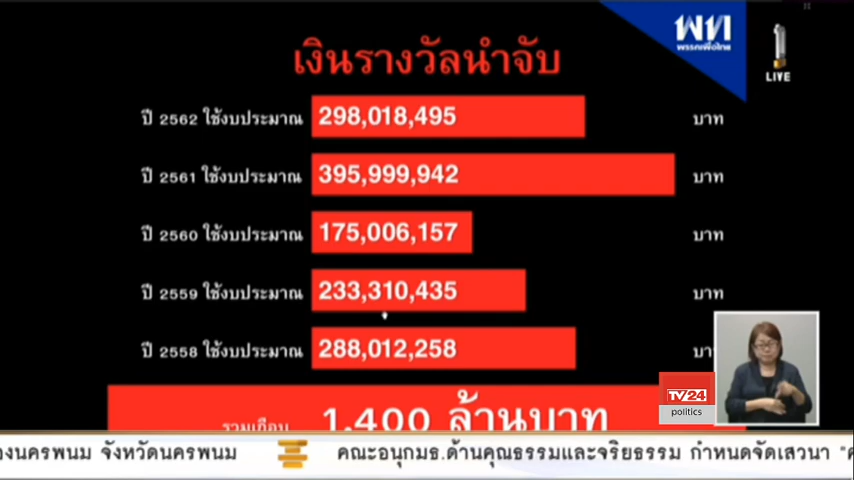 พท
พรรคเพื่อไทย
LIVE
เงินรางวัลนำจับ
ปี 2562 ใช้งบประมาณ 298,018,495 บาท
ปี 2561 ใช้งบประมาณ 395,999,942 บาท
ปี 2560 ใช้งบประมาณ 175,006,157 บาท
ปี 2559 ใช้งบประมาณ 233,310,435 บาท
ปี 2558 ใช้งบประมาณ 288,012,258
รวมเกือบ 1,400 ล้านบาท
TV24
politics
องนครพนม จังหวัดนครพนม คณะอนุกมธ.ด้านคุณธรรมและจริยธรรม กำหนดจัดเสวนา "